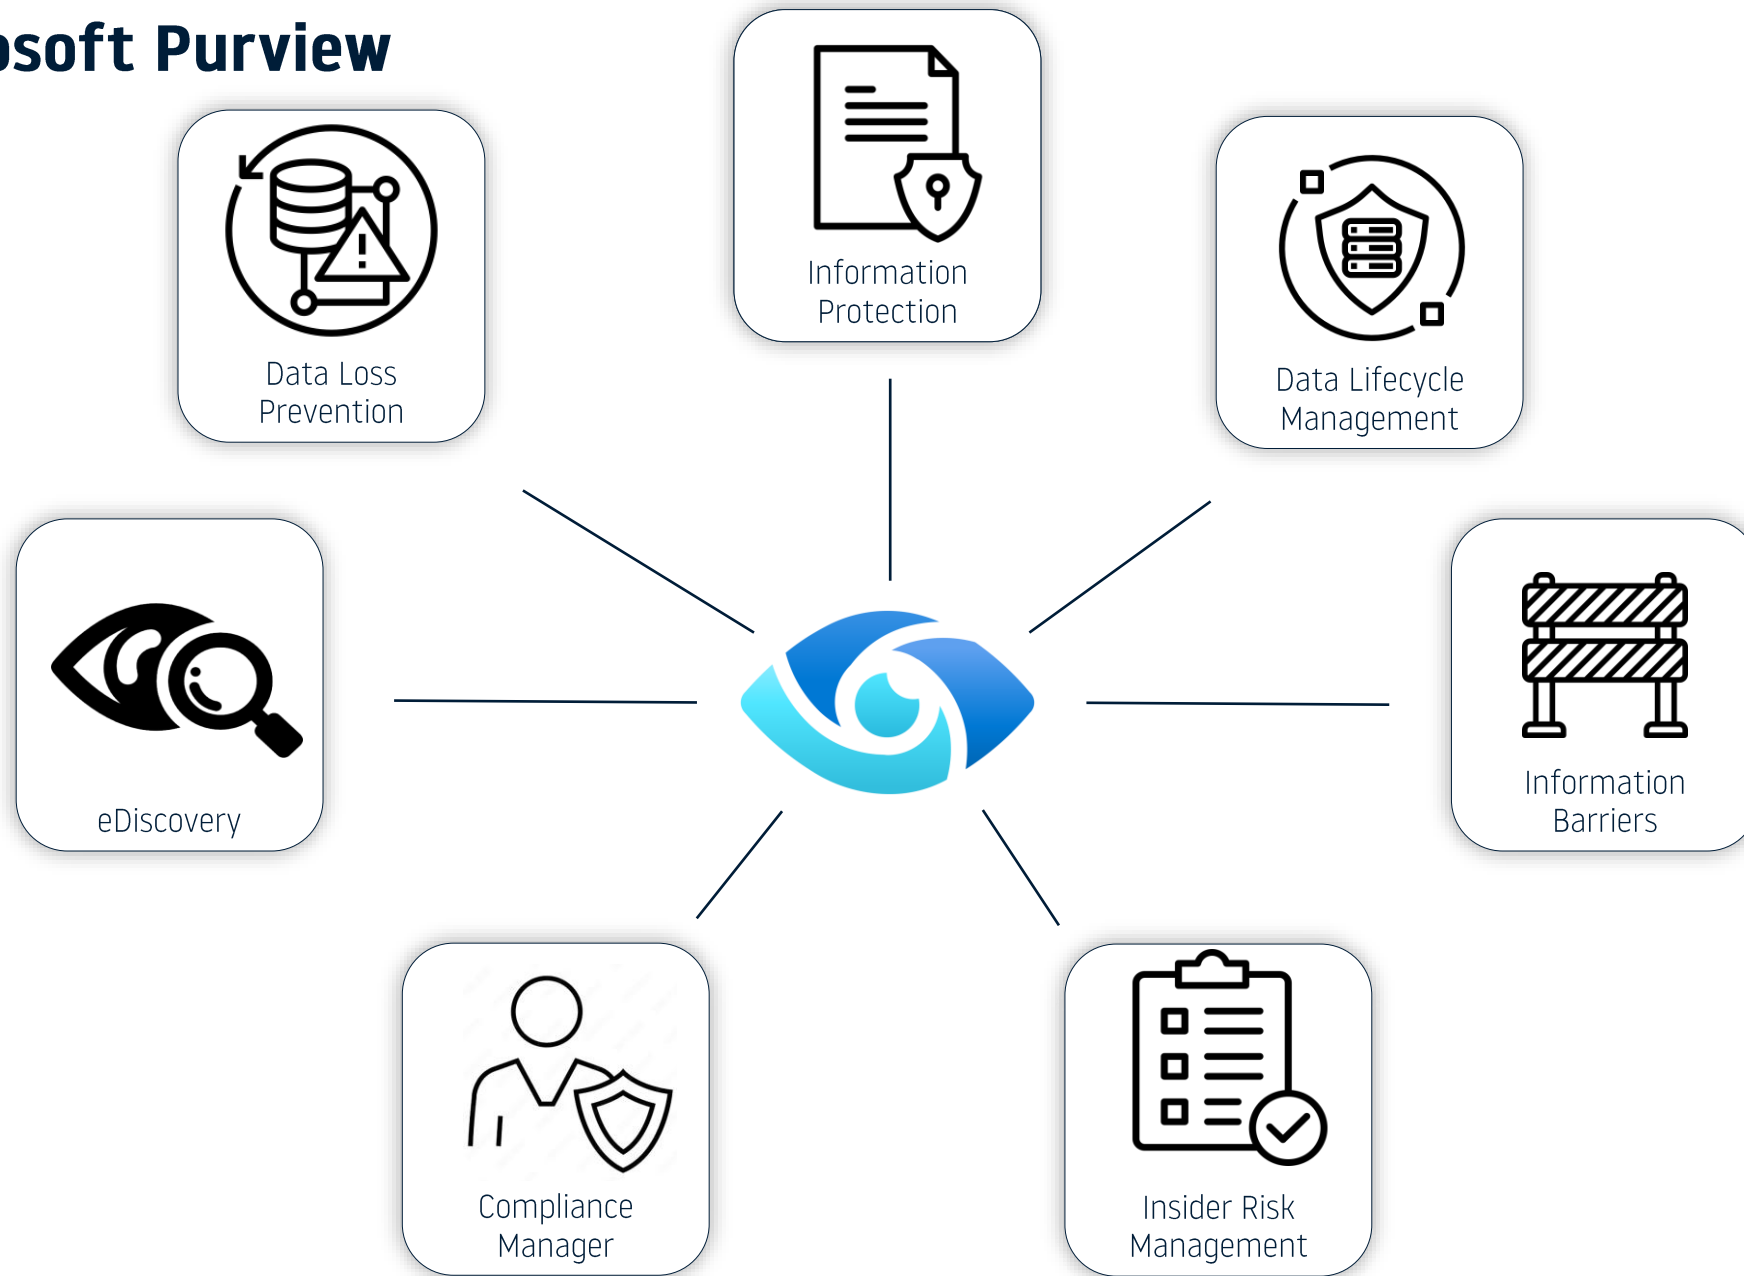 osoft Purview
Information
Protection
Data Loss
Prevention
Data Lifecycle
Management
eDiscovery
Information
Barriers
Compliance
Manager
Insider Risk
Management